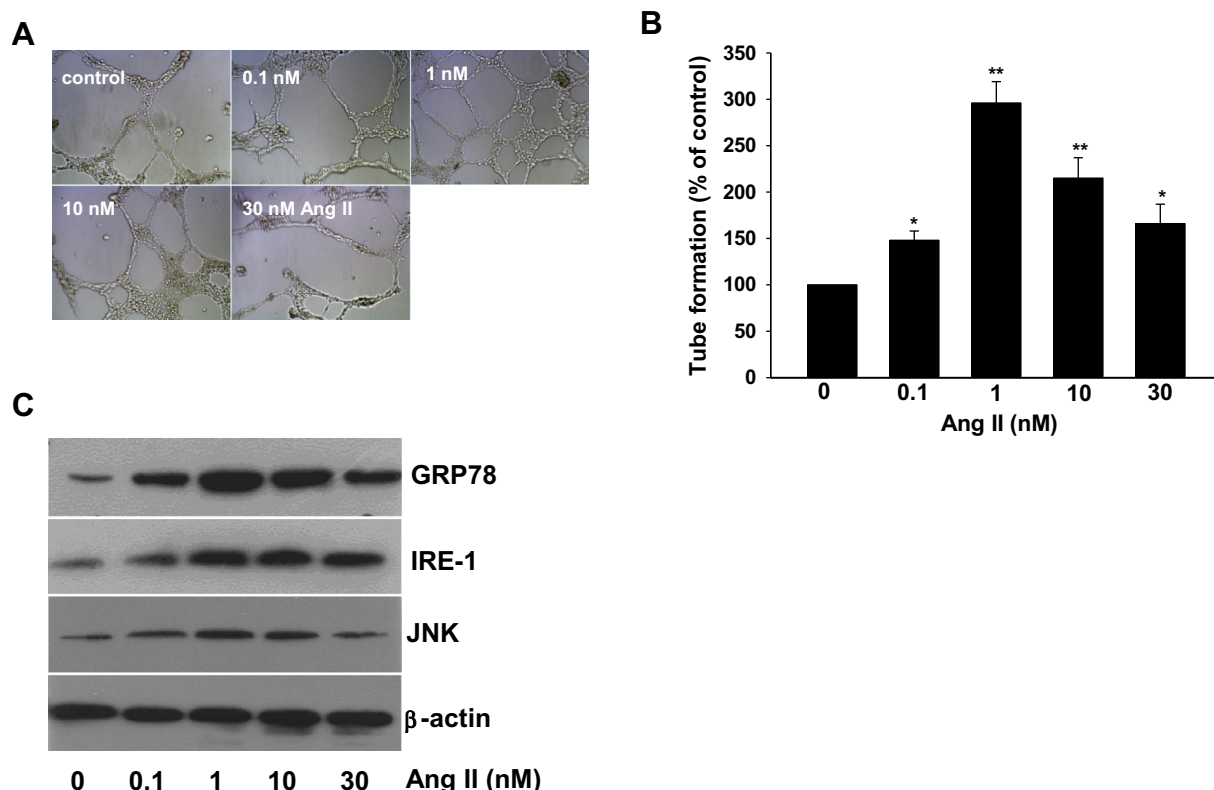 A
control
0.1 nM
1 nM
10 nM
30 nM Ang II
B
Tube formation (% of control)
350
300
250
200
150
100
50
0
*
**
**
*
0 0.1 1 10 30
Ang II (nM)
C
GRP78
IRE-1
JNK
β-actin
0 0.1 1 10 30 Ang II (nM)